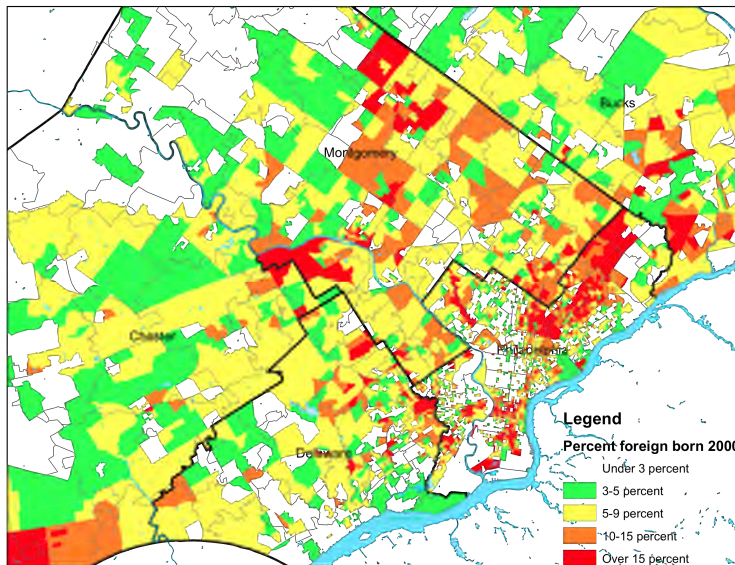 Bucks
Montgomery
Chester
Philadelphia
Delaware
Legend
Percent foreign born 2000
Under 3 percent
3-5 percent
5-9 percent
10-15 percent
Over 15 percent